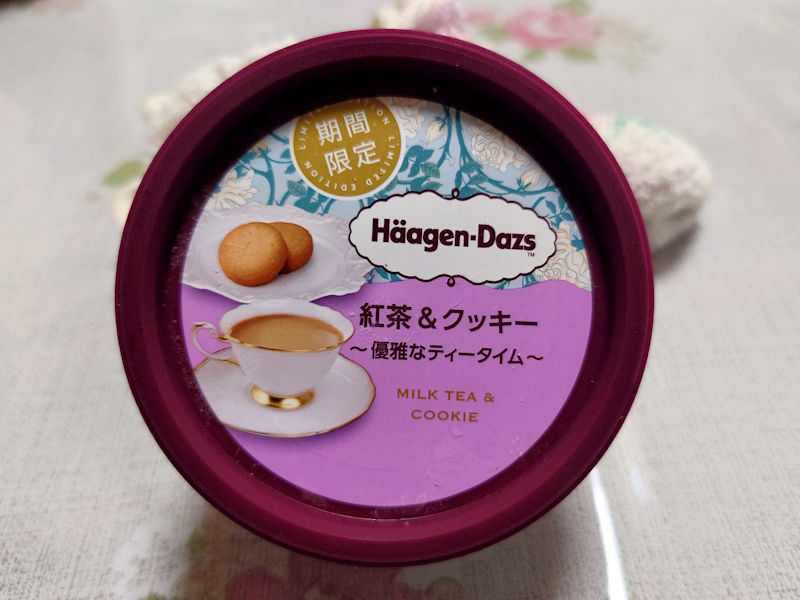 LIMITED EDITION LIMITED EDITION
期間
限定
Häagen-Dazs
TM
紅茶＆クッキー
～優雅なティータイム～
MILK TEA &
COOKIE